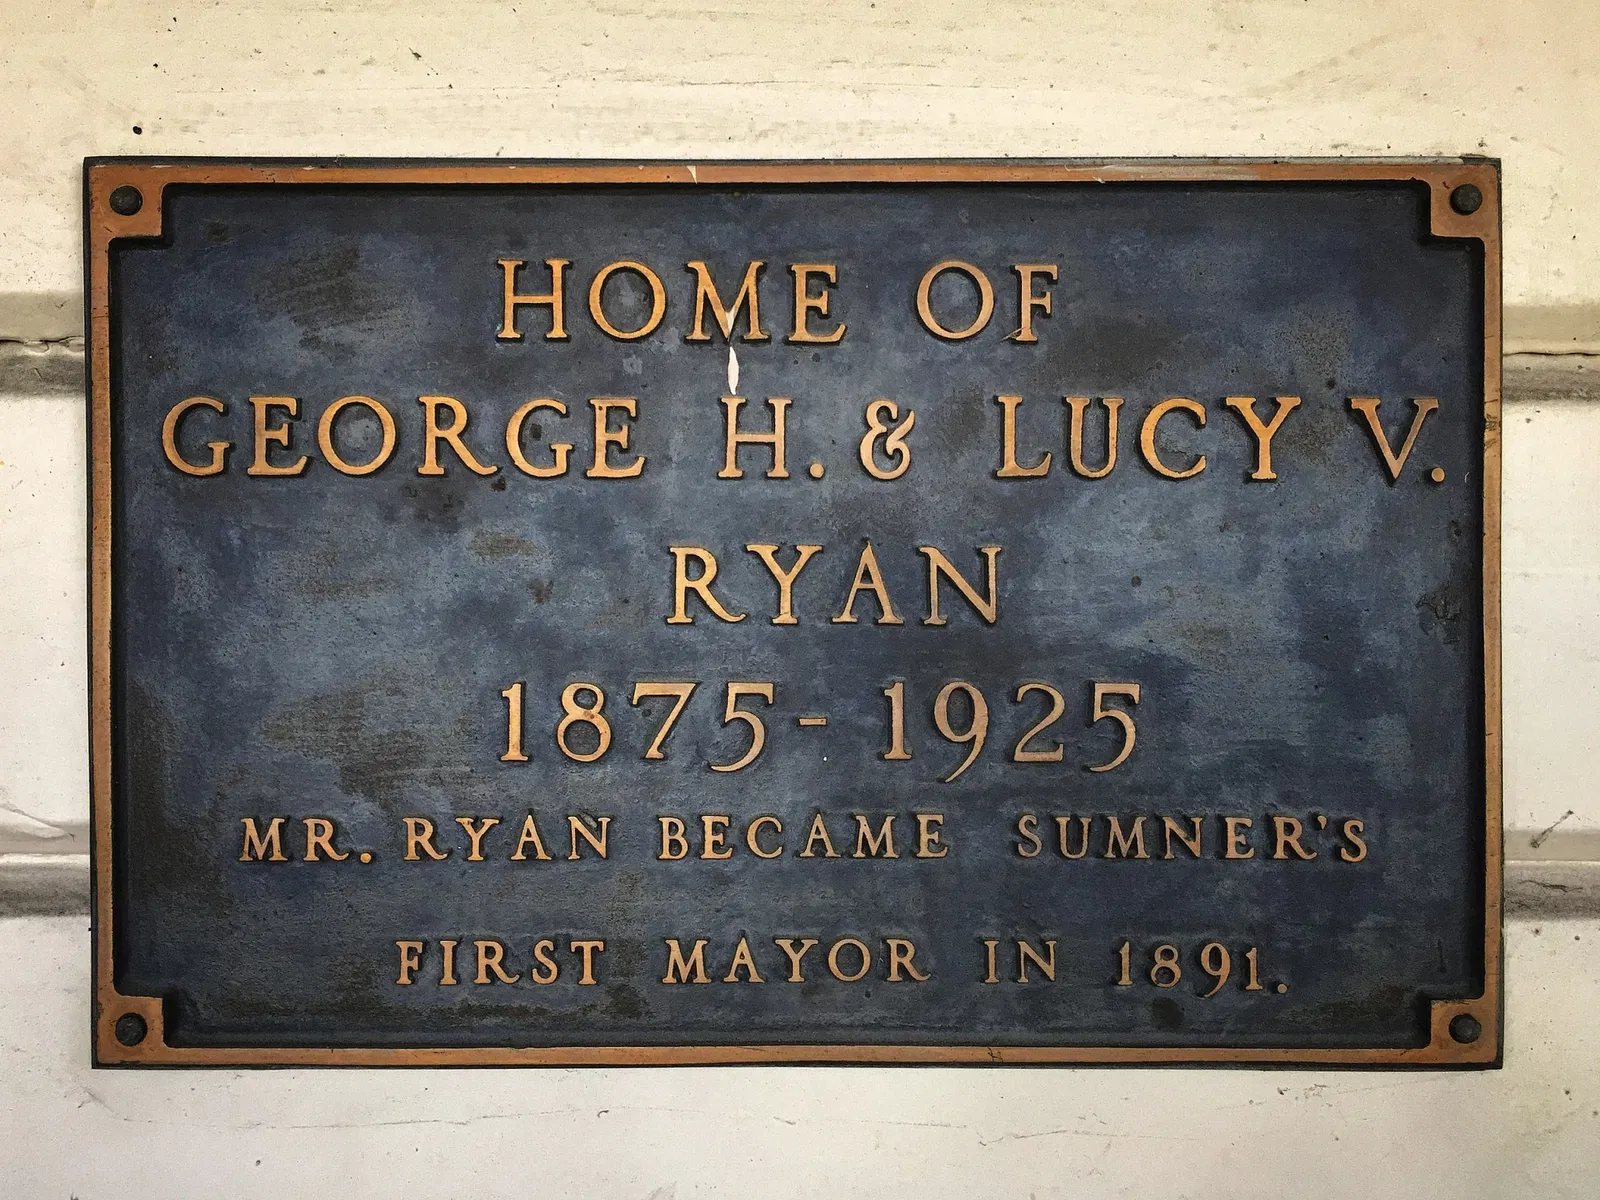 HOME OF
GEORGE H. & LUCY V.
RYAN
1875-1925
MR. RYAN BECAME SUMNER'S
FIRST MAYOR IN 1891.